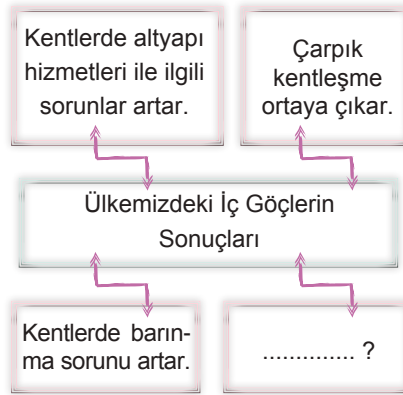 Kentlerde altyapı
hizmetleri ile ilgili
sorunlar artar.
Çarpık
kentleşme
ortaya çıkar.
Ülkemizdeki İç Göçlerin
Sonuçları
Kentlerde barın-
ma sorunu artar.
.............. ?